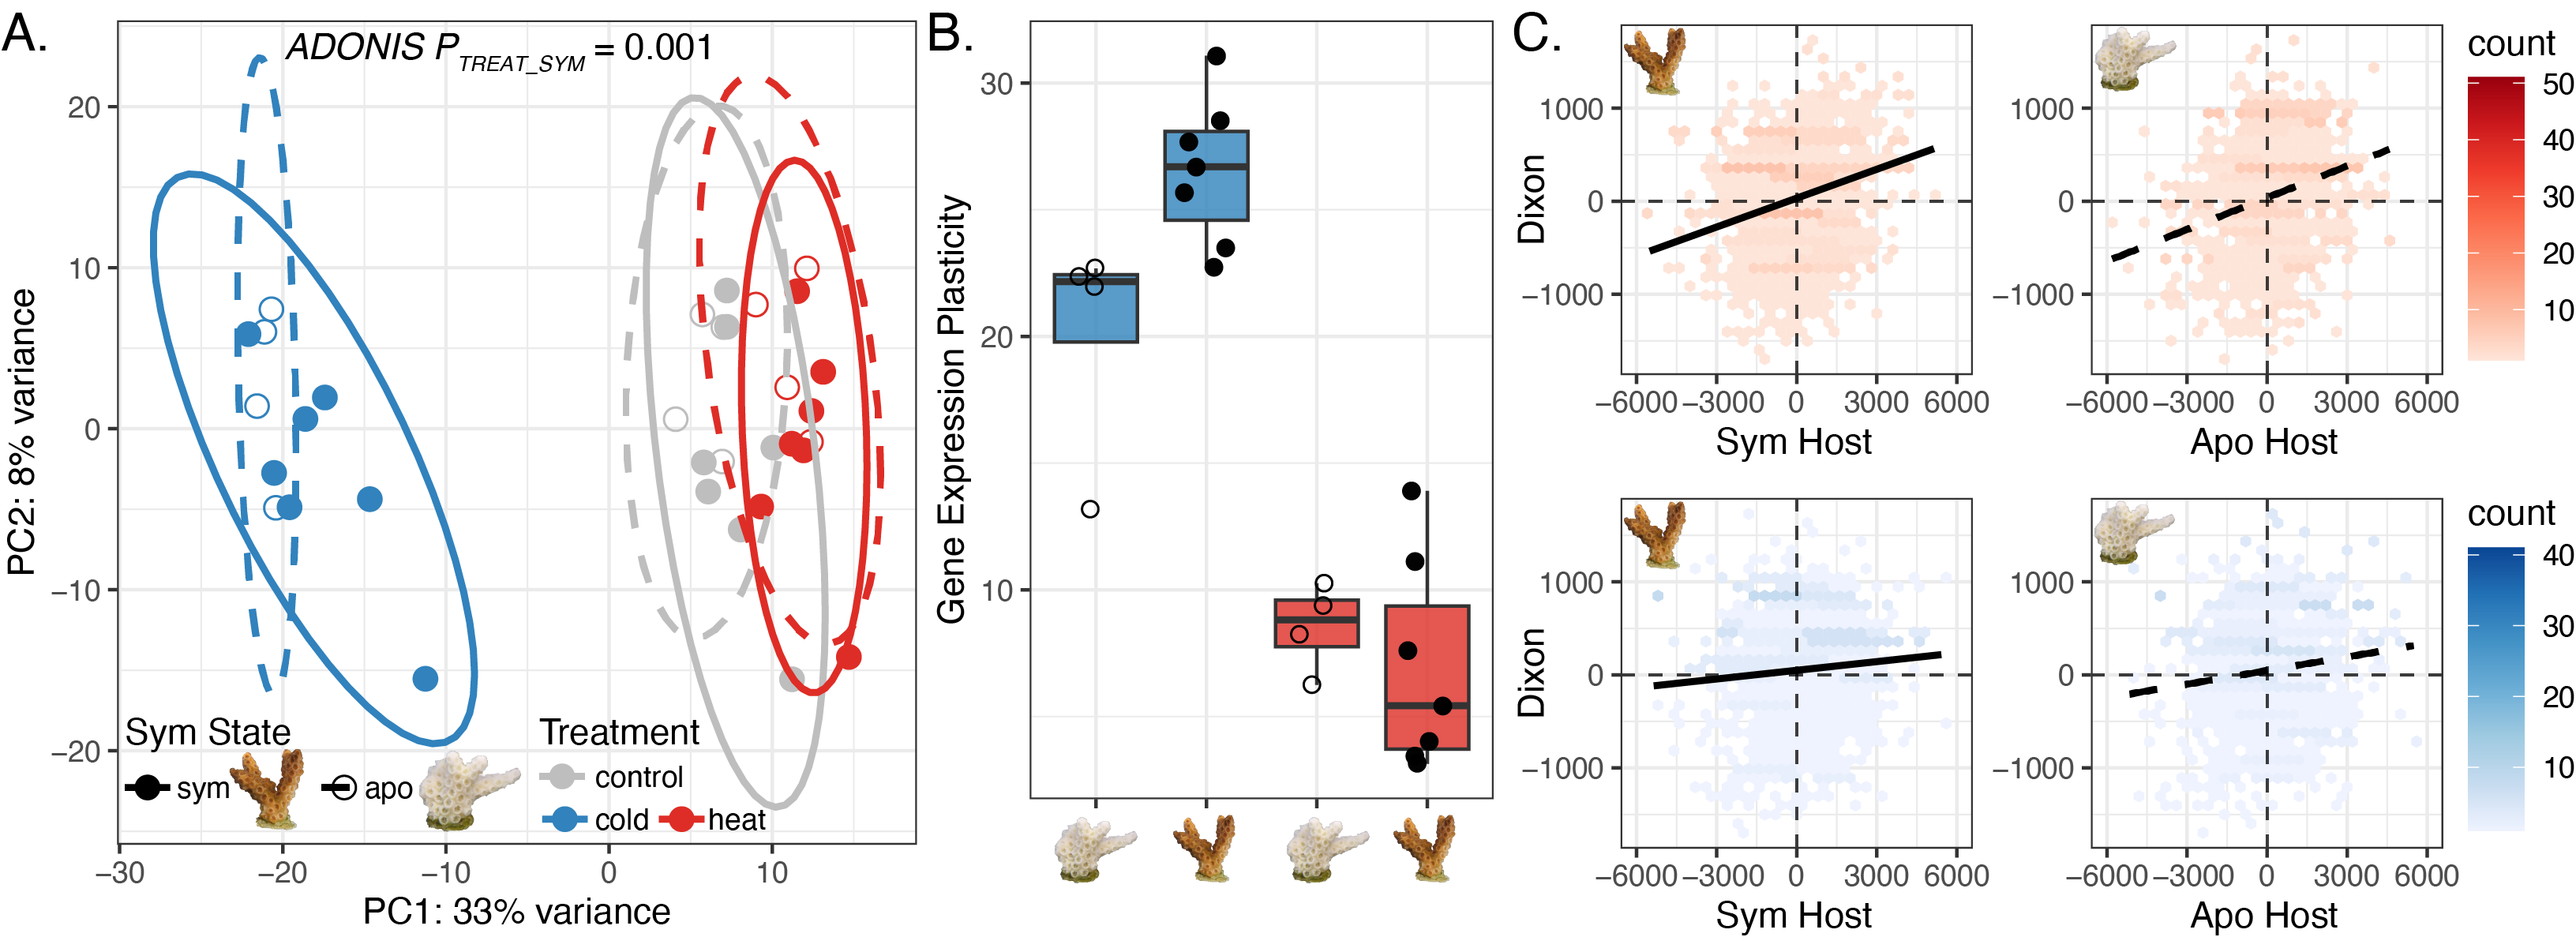 A.
ADONIS P TREAT_SYM = 0.001
PC2: 8% variance
20
10
0
−10
−20
Sym State
sym
apo
Treatment
control
cold
heat
−30
−20
−10
0
10
PC1: 33% variance
B.
Gene Expression Plasticity
30
20
10
C.
Dixon
1000
0
−1000
−6000
−3000
0
3000
6000
Sym Host
1000
0
−1000
−6000
−3000
0
3000
6000
Apo Host
count
50
40
30
20
10
Dixon
1000
0
−1000
−6000
−3000
0
3000
6000
Sym Host
1000
0
−1000
−6000
−3000
0
3000
6000
Apo Host
count
40
30
20
10